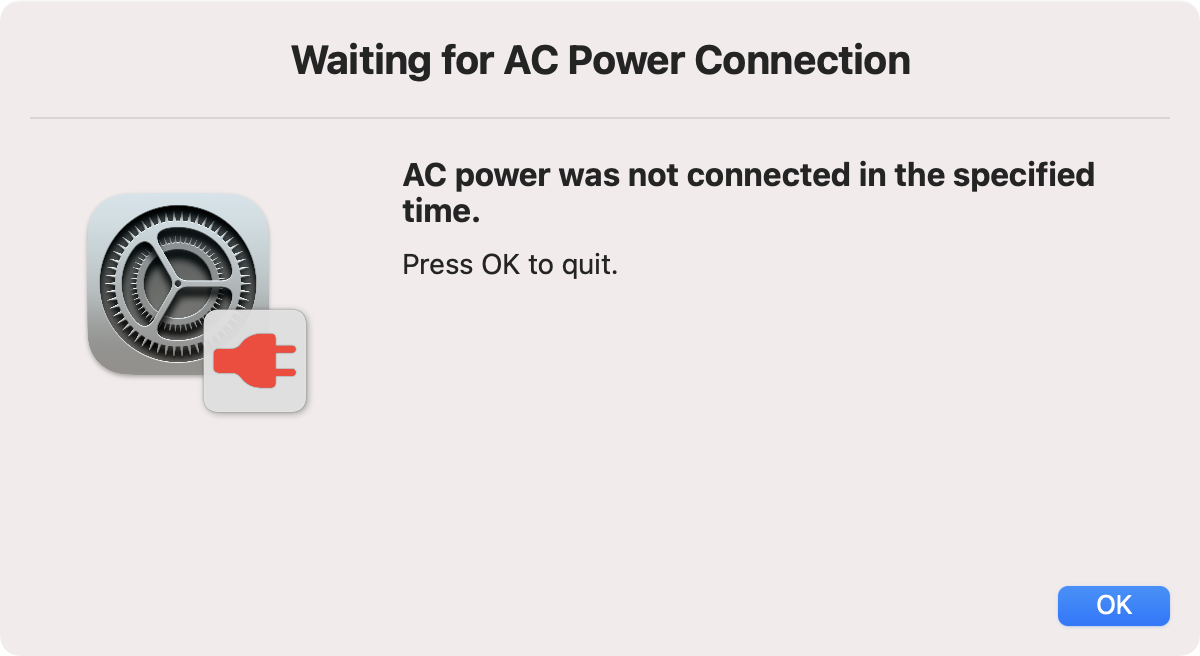 Waiting for AC Power Connection
AC power was not connected in the specified
time.
Press OK to quit.
OK